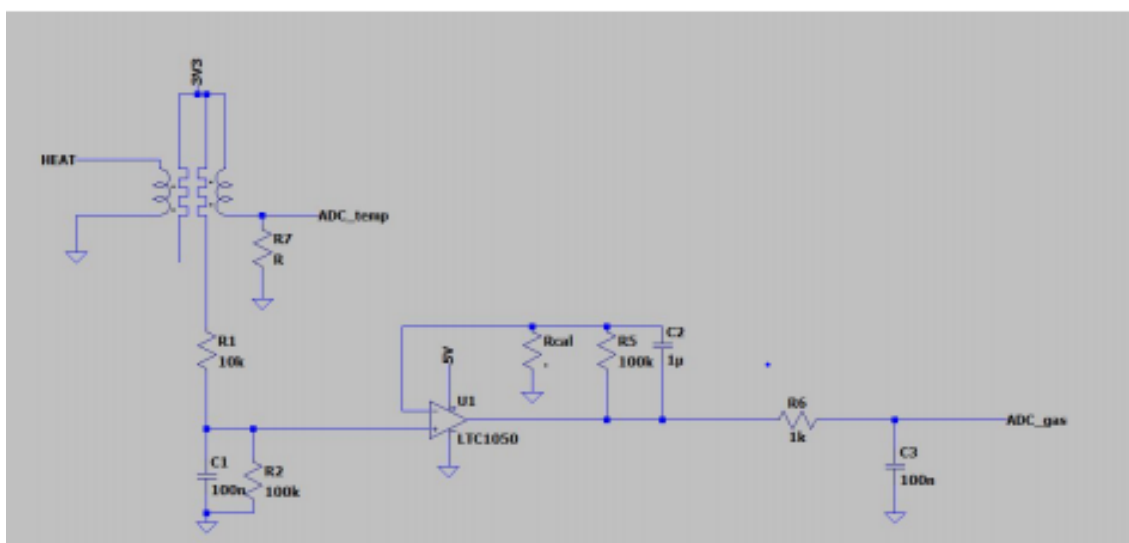 3V3
HEAT
ADC_temp
R7
R
R1
10k
Rcal
R5
100k
C2
1µ
5V
U1
LTC1050
R6
1k
ADC_gas
C1
100n
R2
100k
C3
100n